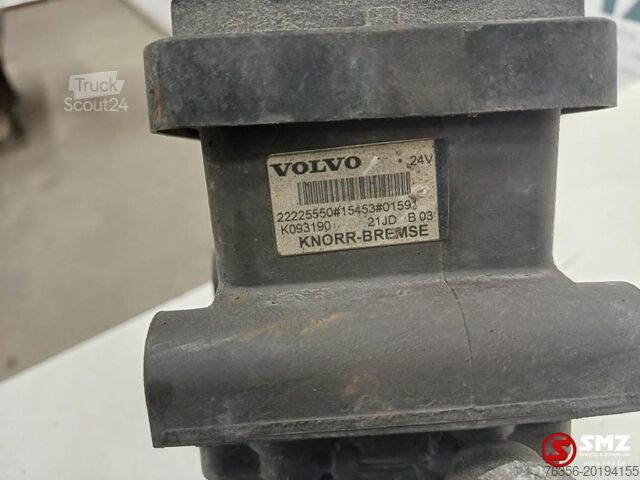 Truck
Scout24
VOLVO 24V
22225550#15453#01591
K093190 21JD B 03
KNORR-BREMSE
SMZ
76356-20194155